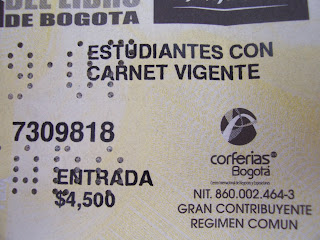 DEL LIBRO
DE BOGOTA
ESTUDIANTES CON
CARNET VIGENTE
7309818
ENTRADA
$4,500
corferias
Bogotá
NIT. 860.002.464-3
GRAN CONTRIBUYENTE
REGIMEN COMUN